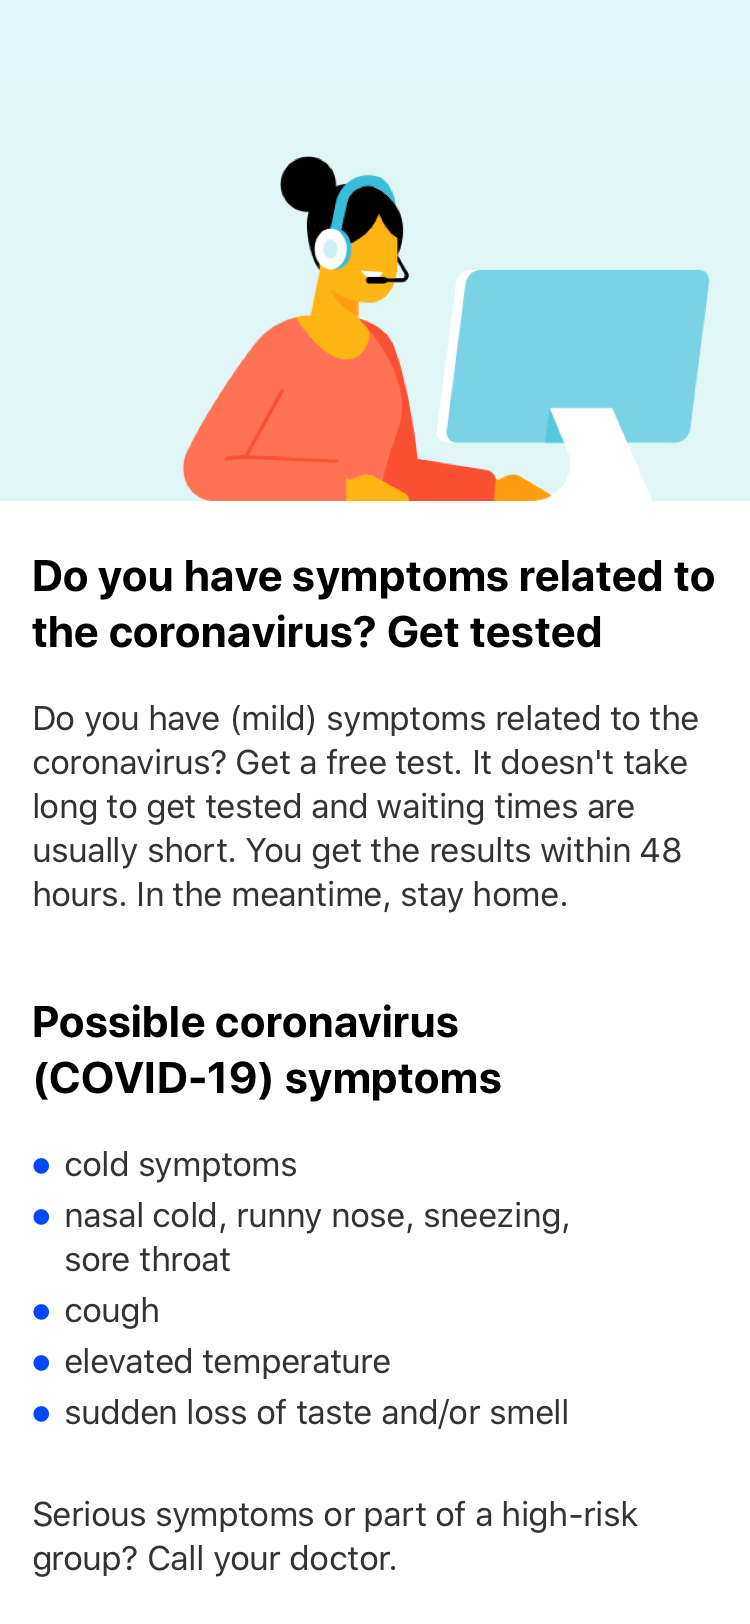 Do you have symptoms related to
the coronavirus? Get tested
Do you have (mild) symptoms related to the
coronavirus? Get a free test. It doesn't take
long to get tested and waiting times are
usually short. You get the results within 48
hours. In the meantime, stay home.
Possible coronavirus
(COVID-19) symptoms
cold symptoms
nasal cold, runny nose, sneezing,
sore throat
cough
elevated temperature
sudden loss of taste and/or smell
Serious symptoms or part of a high-risk
group? Call your doctor.